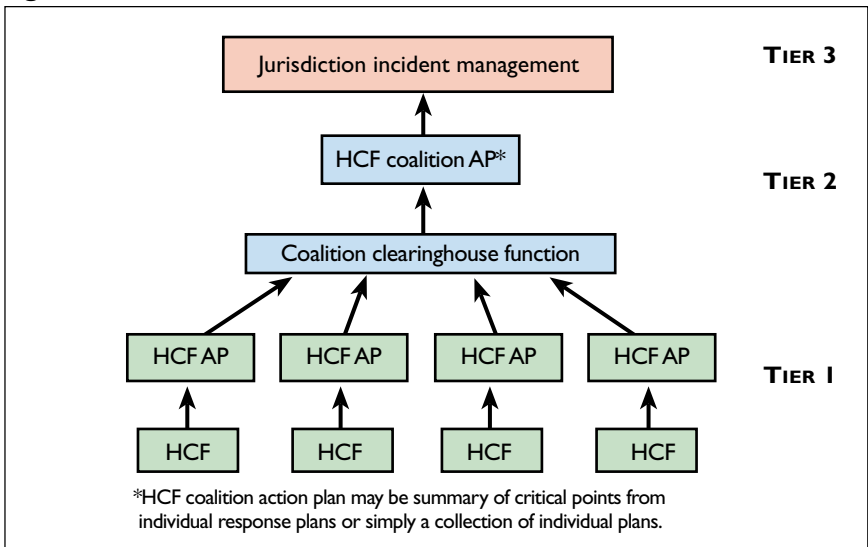 Jurisdiction incident management
TIER 3
HCF coalition AP*
TIER 2
Coalition clearinghouse function
HCF AP HCF AP HCF AP HCF AP
TIER 1
HCF HCF HCF HCF
*HCF coalition action plan may be summary of critical points from
individual response plans or simply a collection of individual plans.